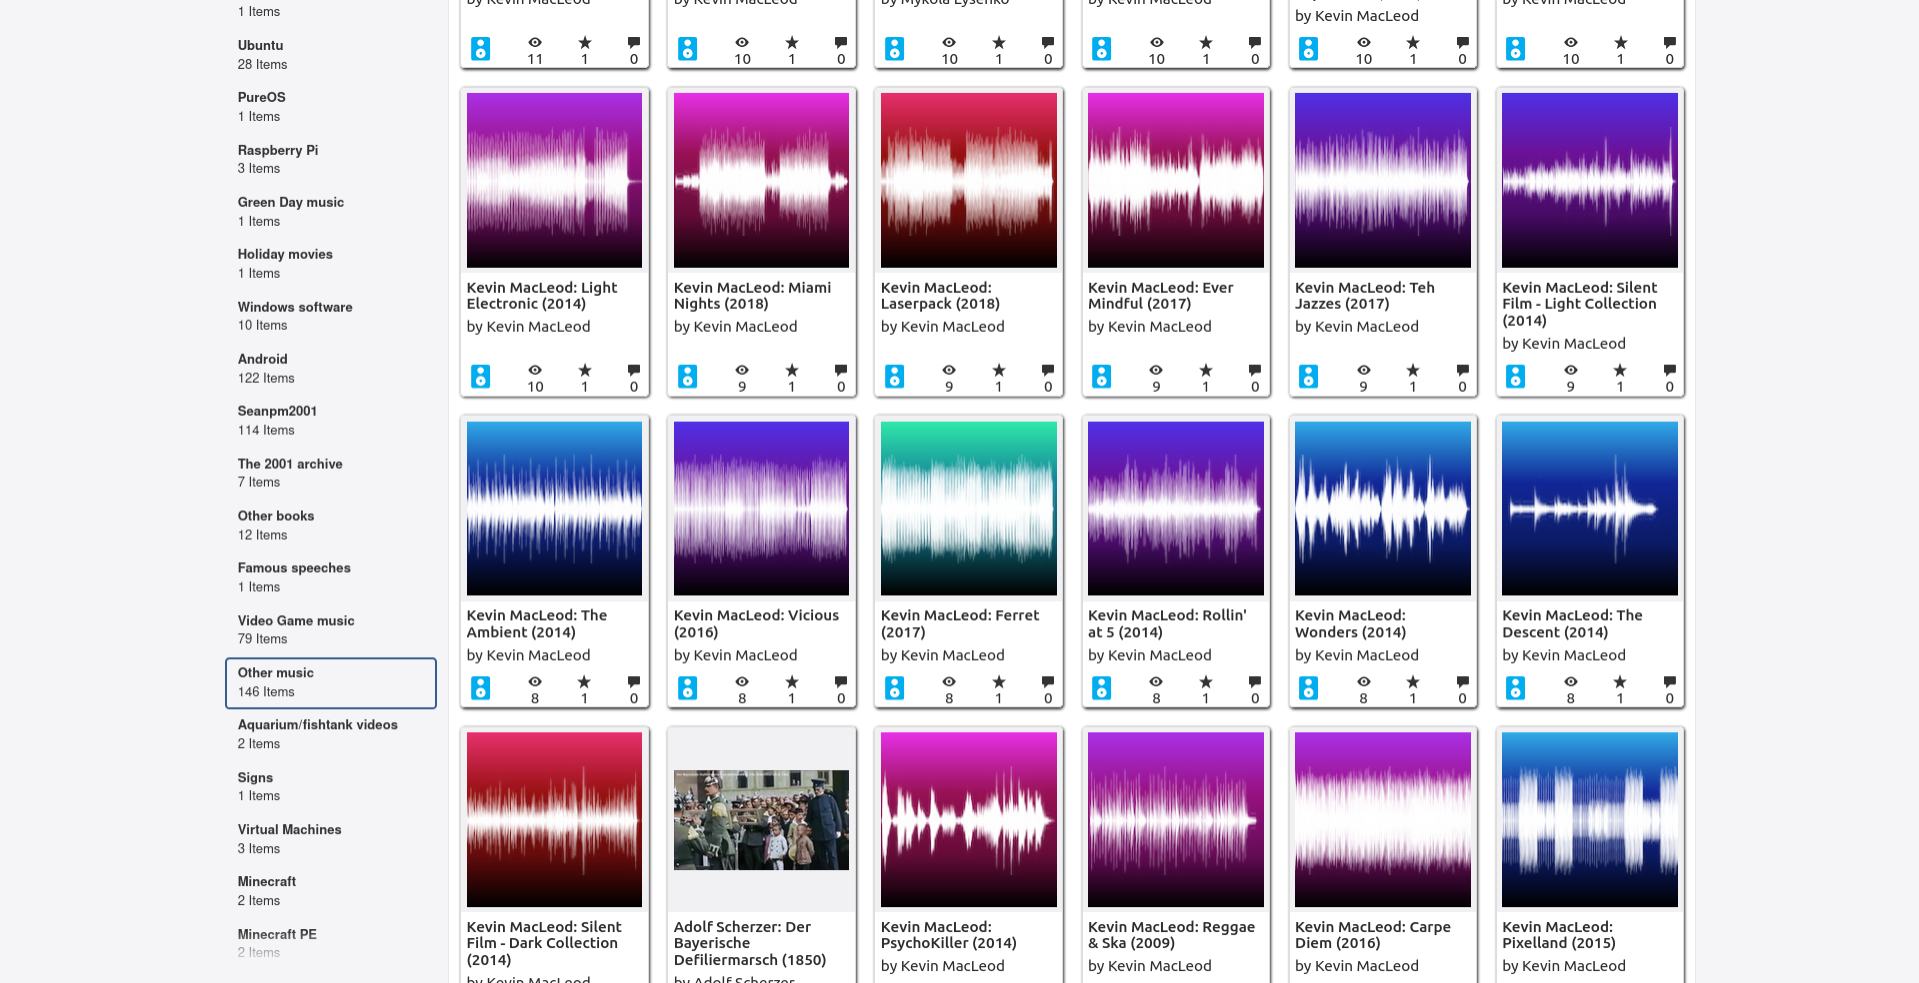 1 Items
Ubuntu
28 Items
PureOS
1 Items
Raspberry Pi
3 Items
Green Day music
1 Items
Holiday movies
1 Items
Windows software
10 Items
Android
122 Items
Seanpm2001
114 Items
The 2001 archive
7 Items
Other books
12 Items
Famous speeches
1 Items
Video Game music
79 Items
Other music
146 Items
Aquarium/fishtank videos
2 Items
Signs
1 Items
Virtual Machines
3 Items
Minecraft
2 Items
Minecraft PE
2 Items
by Kevin MacLeod
11 1 0
by Kevin MacLeod
10 1 0
by Mykola Lysenko
10 1 0
by Kevin MacLeod
10 1 0
by Kevin MacLeod
10 1 0
by Kevin MacLeod
10 1 0
Kevin MacLeod: Light
Electronic (2014)
by Kevin MacLeod
10 1 0
Kevin MacLeod: Miami
Nights (2018)
by Kevin MacLeod
9 1 0
Kevin MacLeod:
Laserpack (2018)
by Kevin MacLeod
9 1 0
Kevin MacLeod: Ever
Mindful (2017)
by Kevin MacLeod
9 1 0
Kevin MacLeod: Teh
Jazzes (2017)
by Kevin MacLeod
9 1 0
Kevin MacLeod: Silent
Film - Light Collection
(2014)
by Kevin MacLeod
9 1 0
Kevin MacLeod: The
Ambient (2014)
by Kevin MacLeod
8 1 0
Kevin MacLeod: Vicious
(2016)
by Kevin MacLeod
8 1 0
Kevin MacLeod: Ferret
(2017)
by Kevin MacLeod
8 1 0
Kevin MacLeod: Rollin'
at 5 (2014)
by Kevin MacLeod
8 1 0
Kevin MacLeod:
Wonders (2014)
by Kevin MacLeod
8 1 0
Kevin MacLeod: The
Descent (2014)
by Kevin MacLeod
8 1 0
Kevin MacLeod: Silent
Film - Dark Collection
(2014)
by Kevin MacLeod
Adolf Scherzer: Der
Bayerische
Defiliermarsch (1850)
by Adolf Scherzer
Kevin MacLeod:
PsychoKiller (2014)
by Kevin MacLeod
Kevin MacLeod: Reggae
& Ska (2009)
by Kevin MacLeod
Kevin MacLeod: Carpe
Diem (2016)
by Kevin MacLeod
Kevin MacLeod:
Pixelland (2015)
by Kevin MacLeod